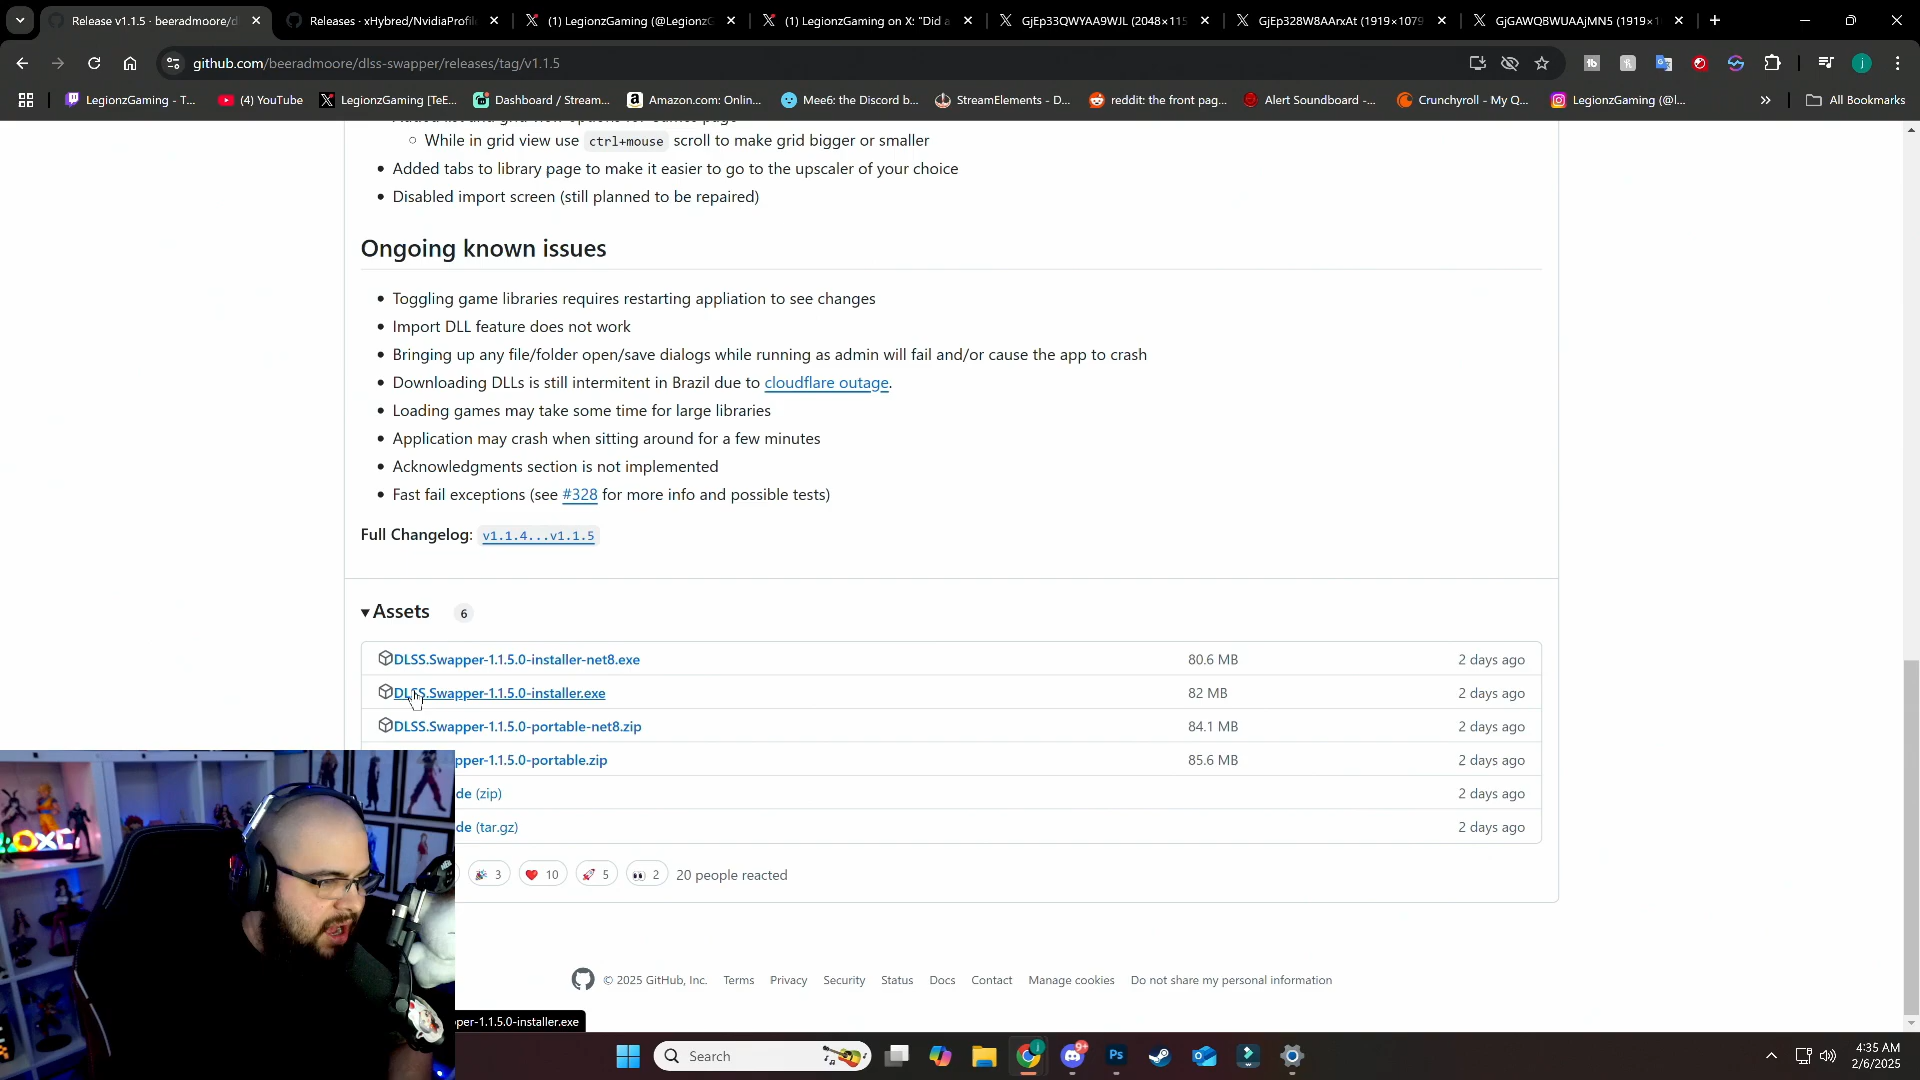 Release v1.1.5 · beeradmoore/d
Releases · xHybred/NvidiaProfil
(1) LegionzGaming (@LegionzG
(1) LegionzGaming on X: "Did a
GjEp33QWYAA9WJL (2048×115
GjEp328W8AArxAt (1919×1079
GjGAWQBWUAAjMN5 (1919×1
github.com/beeradmoore/dlss-swapper/releases/tag/v1.1.5
LegionzGaming - T...
(4) YouTube
LegionzGaming [TeE...
Dashboard / Stream...
Amazon.com: Onlin...
Mee6: the Discord b...
StreamElements - D...
reddit: the front pag...
Alert Soundboard -...
Crunchyroll - My Q...
LegionzGaming (@l...
All Bookmarks
While in grid view use ctrl+mouse scroll to make grid bigger or smaller
Added tabs to library page to make it easier to go to the upscaler of your choice
Disabled import screen (still planned to be repaired)
Ongoing known issues
Toggling game libraries requires restarting appliation to see changes
Import DLL feature does not work
Bringing up any file/folder open/save dialogs while running as admin will fail and/or cause the app to crash
Downloading DLLs is still intermitent in Brazil due to cloudflare outage.
Loading games may take some time for large libraries
Application may crash when sitting around for a few minutes
Acknowledgments section is not implemented
Fast fail exceptions (see #328 for more info and possible tests)
Full Changelog: v1.1.4...v1.1.5
Assets 6
DLSS.Swapper-1.1.5.0-installer-net8.exe 80.6 MB 2 days ago
DLSS.Swapper-1.1.5.0-installer.exe 82 MB 2 days ago
DLSS.Swapper-1.1.5.0-portable-net8.zip 84.1 MB 2 days ago
pper-1.1.5.0-portable.zip 85.6 MB 2 days ago
de (zip) 2 days ago
de (tar.gz) 2 days ago
3 10 5 2 20 people reacted
© 2025 GitHub, Inc. Terms Privacy Security Status Docs Contact Manage cookies Do not share my personal information
per-1.1.5.0-installer.exe
Search
9+
Ps
4:35 AM
2/6/2025